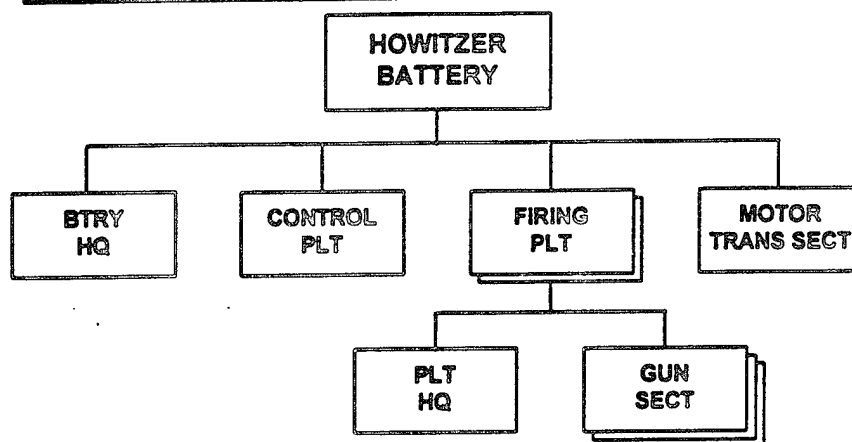 HOWITZER
BATTERY
BTRY
HQ
CONTROL
PLT
FIRING
PLT
MOTOR
TRANS SECT
PLT
HQ
GUN
SECT